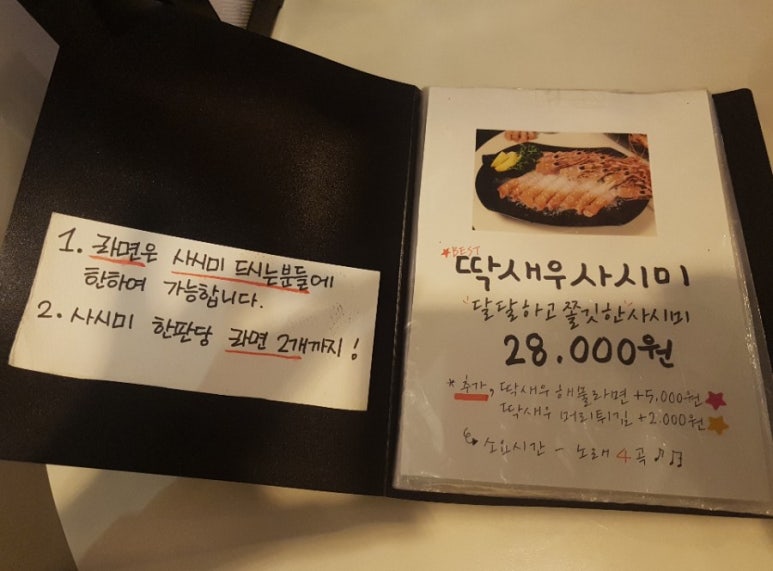 1. 라면은 사시미 드시는분들에
한하여 가능합니다.
2. 사시미 한판당 라면 2개까지!
★BEST
딱새우사시미
"달달하고 쫄깃한"사시미
28.000원
* 추가, 딱새우 해물라면 +5,000원★
딱새우 머리튀김 +2.000원★
소요시간 - 노래 4곡 ♪♫